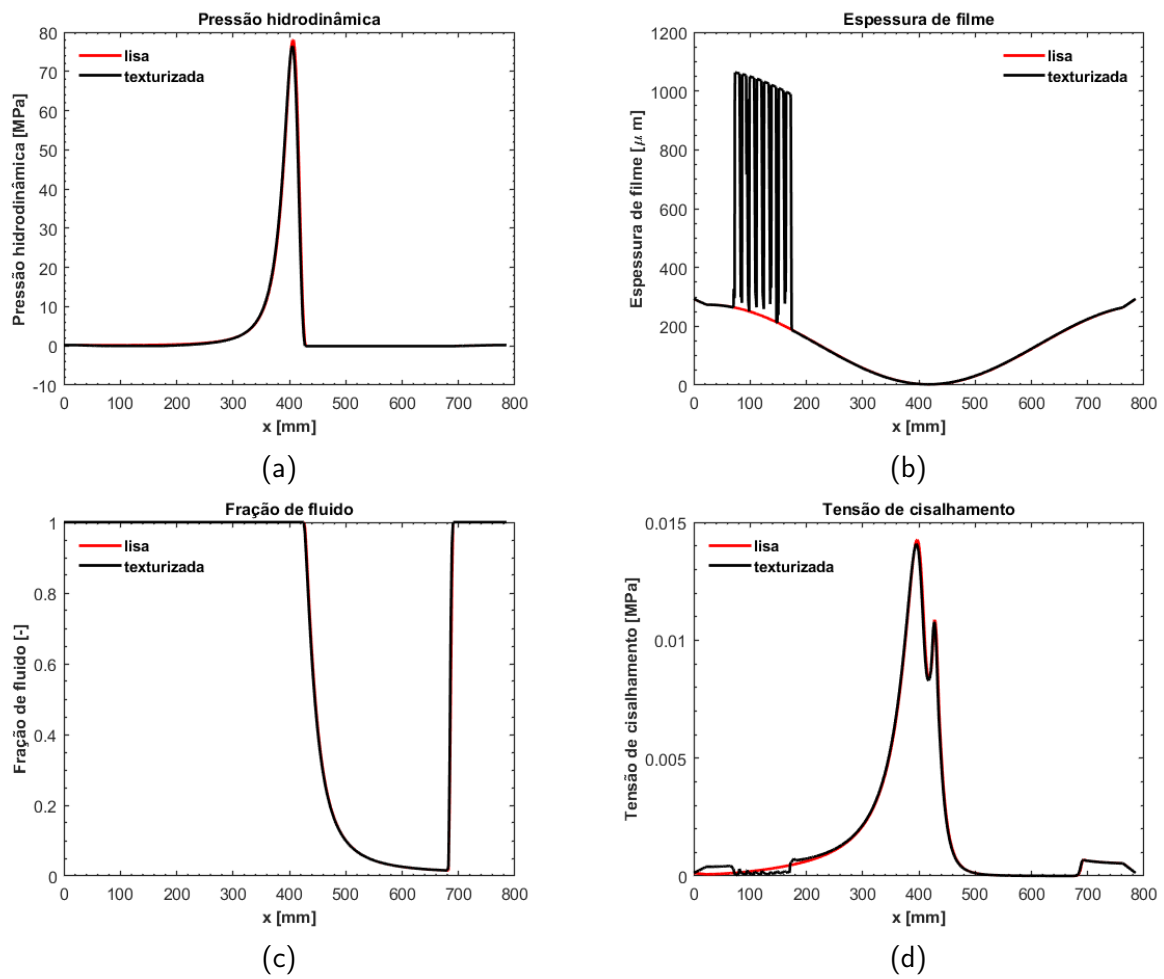 Pressão hidrodinâmica
80
70
60
50
40
30
20
10
0
-10
Pressão hidrodinâmica [MPa]
lisa
texturizada
0 100 200 300 400 500 600 700 800
x [mm]
(a)
Espessura de filme
1200
1000
800
600
400
200
0
Espessura de filme [μ m]
lisa
texturizada
0 100 200 300 400 500 600 700 800
x [mm]
(b)
Fração de fluido
1
0.8
0.6
0.4
0.2
0
Fração de fluido [-]
lisa
texturizada
0 100 200 300 400 500 600 700 800
x [mm]
(c)
Tensão de cisalhamento
0.015
0.01
0.005
0
Tensão de cisalhamento [MPa]
lisa
texturizada
0 100 200 300 400 500 600 700 800
x [mm]
(d)